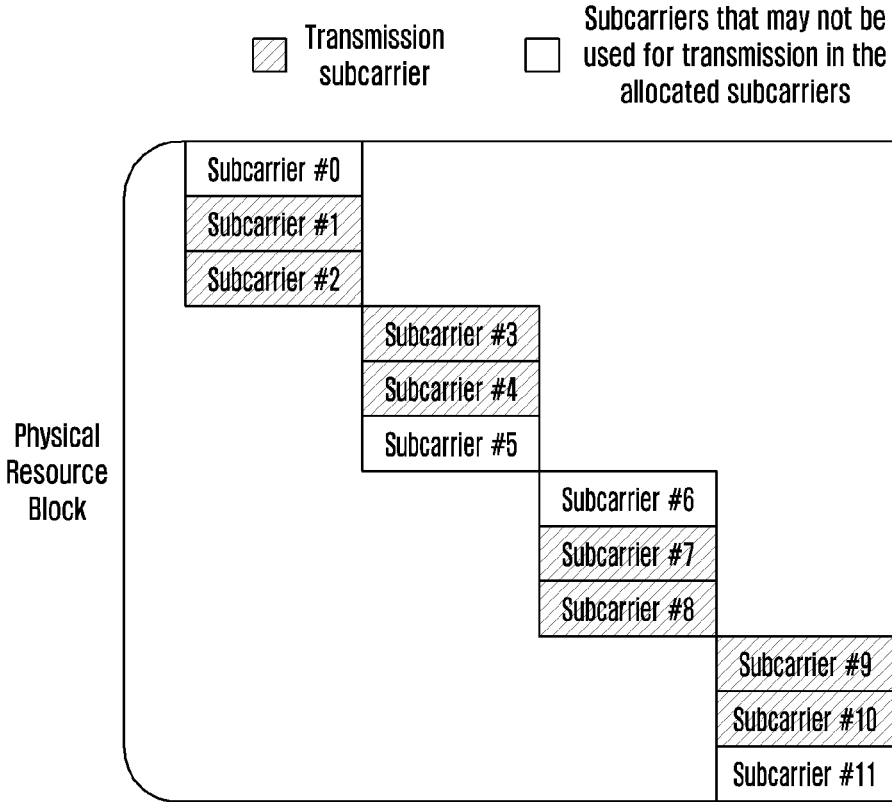 Transmission
subcarrier
Subcarriers that may not be
used for transmission in the
allocated subcarriers
Subcarrier #0
Subcarrier #1
Subcarrier #2
Subcarrier #3
Subcarrier #4
Subcarrier #5
Physical
Resource
Block
Subcarrier #6
Subcarrier #7
Subcarrier #8
Subcarrier #9
Subcarrier #10
Subcarrier #11